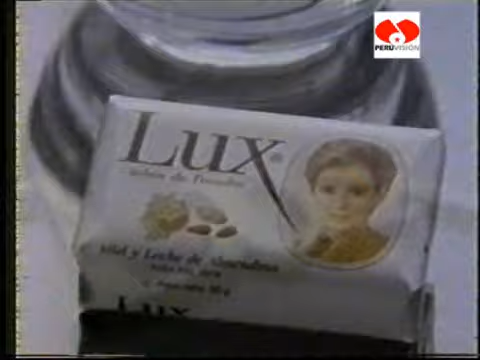 PERUVISION
LUX®
Jabón de Tocador
Miel y Leche de Almendras
LUX